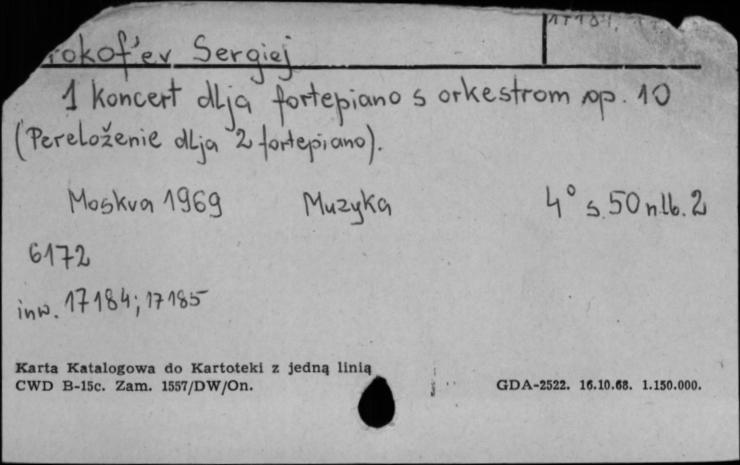 rokof'ev Sergiej
1 koncert dlja fortepiano s orkestrom op. 10
(Pereloženie dlja 2 fortepiano).
Moskva 1969 Muzyka 4° s. 50 nlb. 2
6172
inw. 17184; 17185
Karta Katalogowa do Kartoteki z jedną linią
CWD B-15c. Zam. 1557/DW/On. GDA-2522. 16.10.68. 1.150.000.